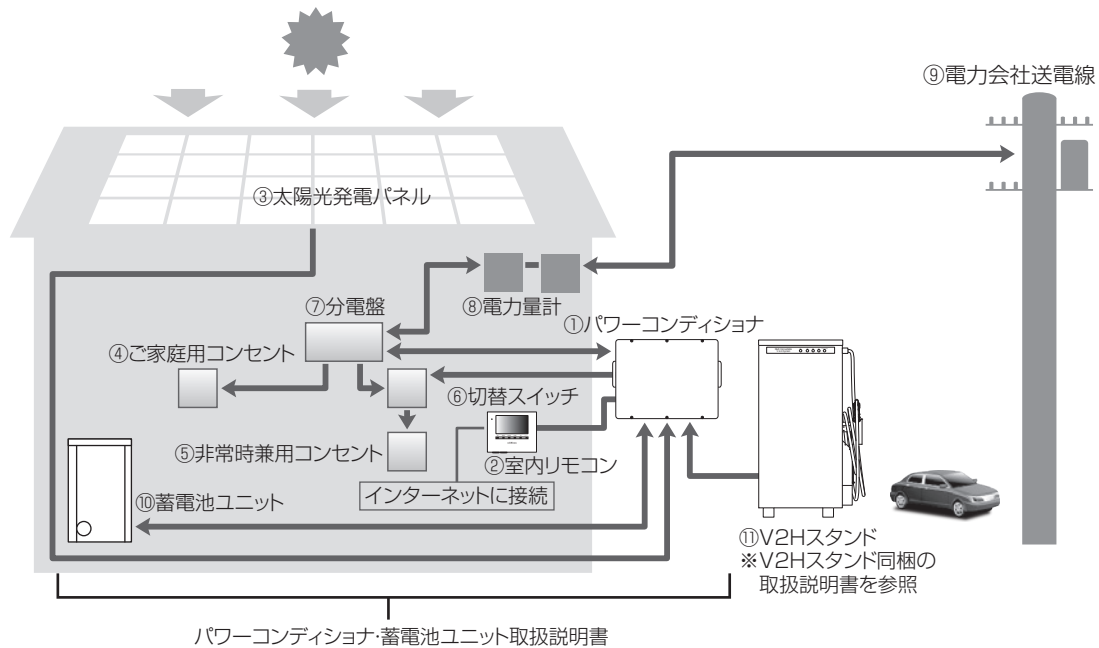 ⑨電力会社送電線
③太陽光発電パネル
⑦分電盤
⑧電力量計
①パワーコンディショナ
④ご家庭用コンセント
⑥切替スイッチ
⑤非常時兼用コンセント
②室内リモコン
インターネットに接続
⑩蓄電池ユニット
⑪V2Hスタンド
※V2Hスタンド同梱の
取扱説明書を参照
パワーコンディショナ・蓄電池ユニット取扱説明書